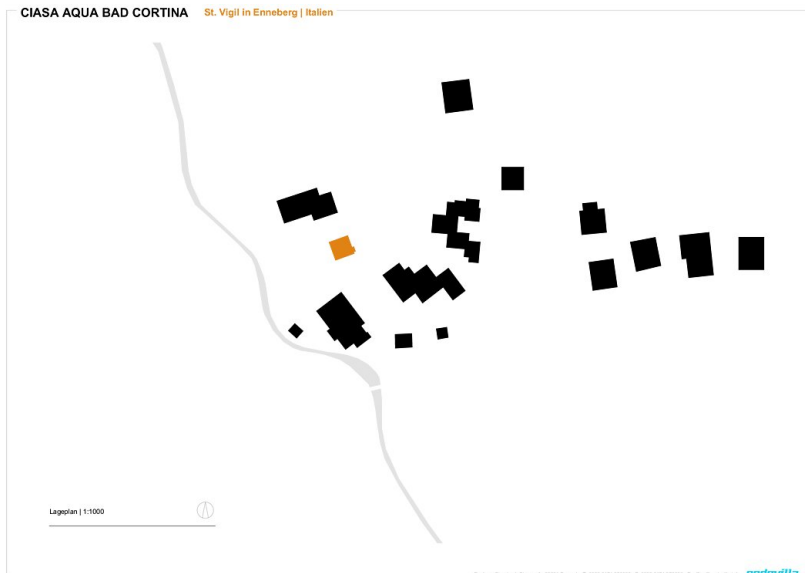 CIASA AQUA BAD CORTINA St. Vigil in Enneberg | Italien
Lageplan | 1:1000